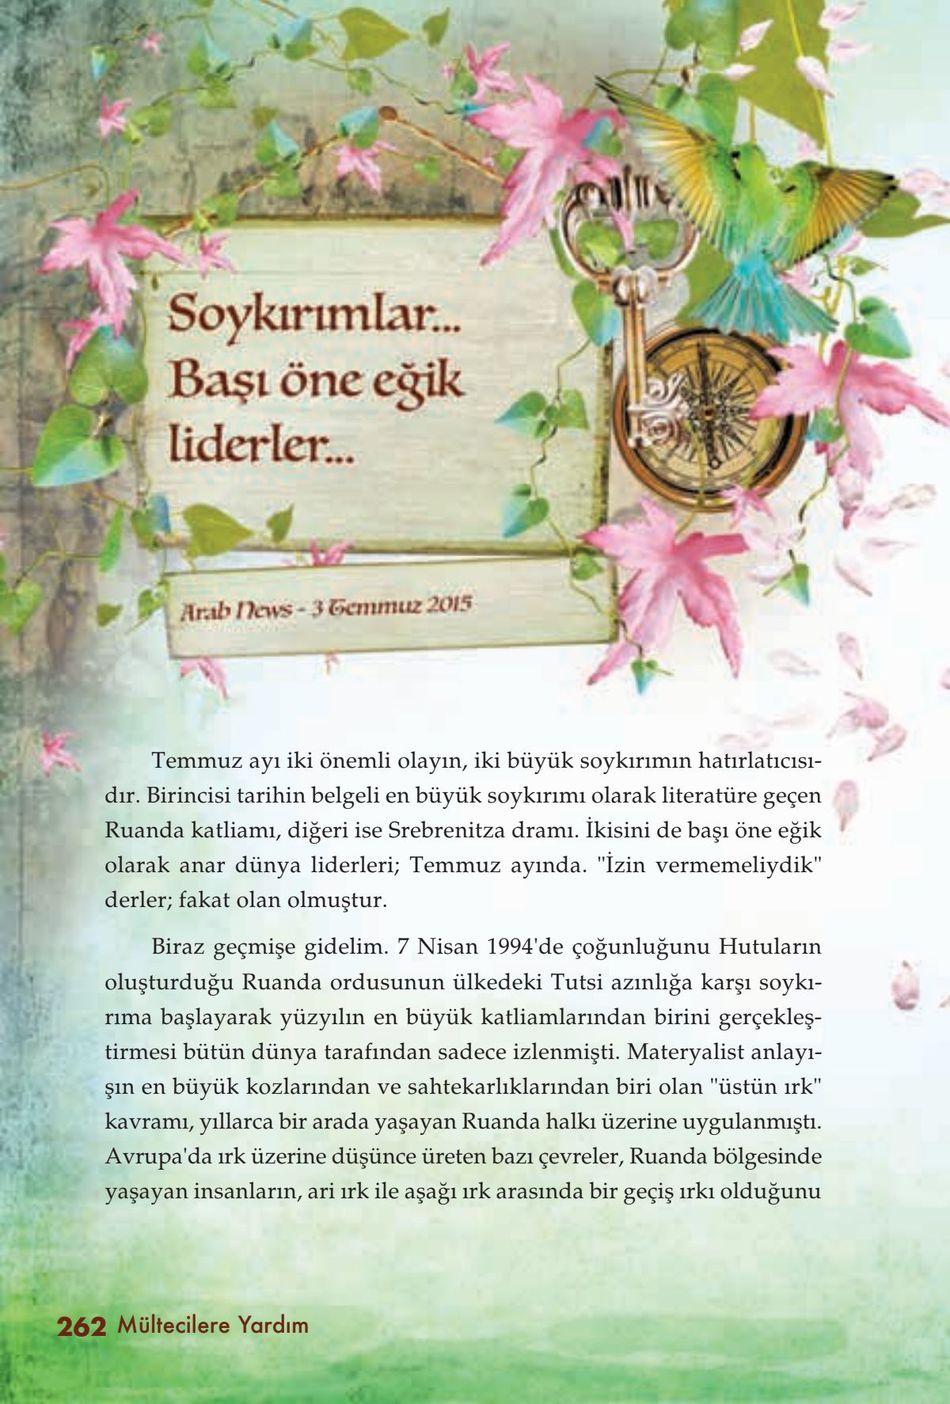 Soykırımlar...
Başı öne eğik
liderler...
Arab News - 3 Temmuz 2015
Temmuz ayı iki önemli olayın, iki büyük soykırımın hatırlatıcısı-
dır. Birincisi tarihin belgeli en büyük soykırımı olarak literatüre geçen
Ruanda katliamı, diğeri ise Srebrenitza dramı. İkisini de başı öne eğik
olarak anar dünya liderleri; Temmuz ayında. "İzin vermemeliydik"
derler; fakat olan olmuştur.
Biraz geçmişe gidelim. 7 Nisan 1994'de çoğunluğunu Hutuların
oluşturduğu Ruanda ordusunun ülkedeki Tutsi azınlığa karşı soykı-
rıma başlayarak yüzyılın en büyük katliamlarından birini gerçekleş-
tirmesi bütün dünya tarafından sadece izlenmişti. Materyalist anlayı-
şın en büyük kozlarından ve sahtekarlıklarından biri olan "üstün ırk"
kavramı, yıllarca bir arada yaşayan Ruanda halkı üzerine uygulanmıştı.
Avrupa'da ırk üzerine düşünce üreten bazı çevreler, Ruanda bölgesinde
yaşayan insanların, ari ırk ile aşağı ırk arasında bir geçiş ırkı olduğunu
262 Mültecilere Yardım